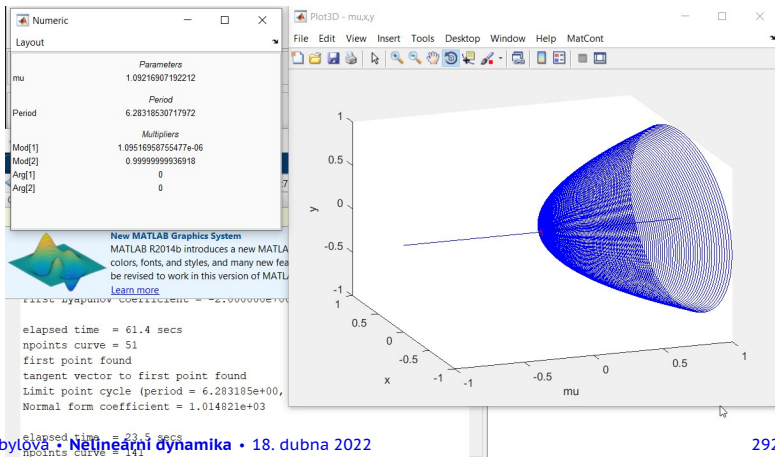 Numeric
Layout
Parameters
mu 1.09216907192212
Period
Period 6.28318530717972
Multipliers
Mod[1] 1.09516958755477e-06
Mod[2] 0.99999999936918
Arg[1] 0
Arg[2] 0
New MATLAB Graphics System
MATLAB R2014b introduces a new MATLA
colors, fonts, and styles, and many new fea
be revised to work in this version of MATL
Learn more
elapsed time = 61.4 secs
npoints curve = 51
first point found
tangent vector to first point found
Limit point cycle (period = 6.283185e+00,
Normal form coefficient = 1.014821e+03
elapsed time = 23.5 secs
npoints curve = 141
Plot3D - mu,x,y
File Edit View Insert Tools Desktop Window Help MatCont
1
0.5
0
-0.5
-1
y
1
0.5
0
-0.5
-1
x
-1
-0.5
0
0.5
1
mu
bylová • Nelineární dynamika • 18. dubna 2022
292